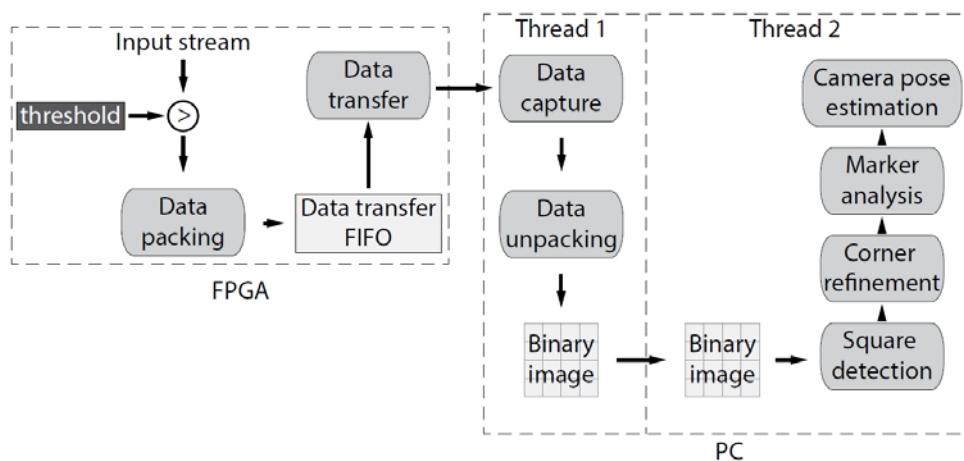 Input stream
threshold
>
Data
packing
Data transfer
FIFO
Data
transfer
FPGA
Thread 1
Data
capture
Data
unpacking
Binary
image
Thread 2
Binary
image
Square
detection
Corner
refinement
Marker
analysis
Camera pose
estimation
PC